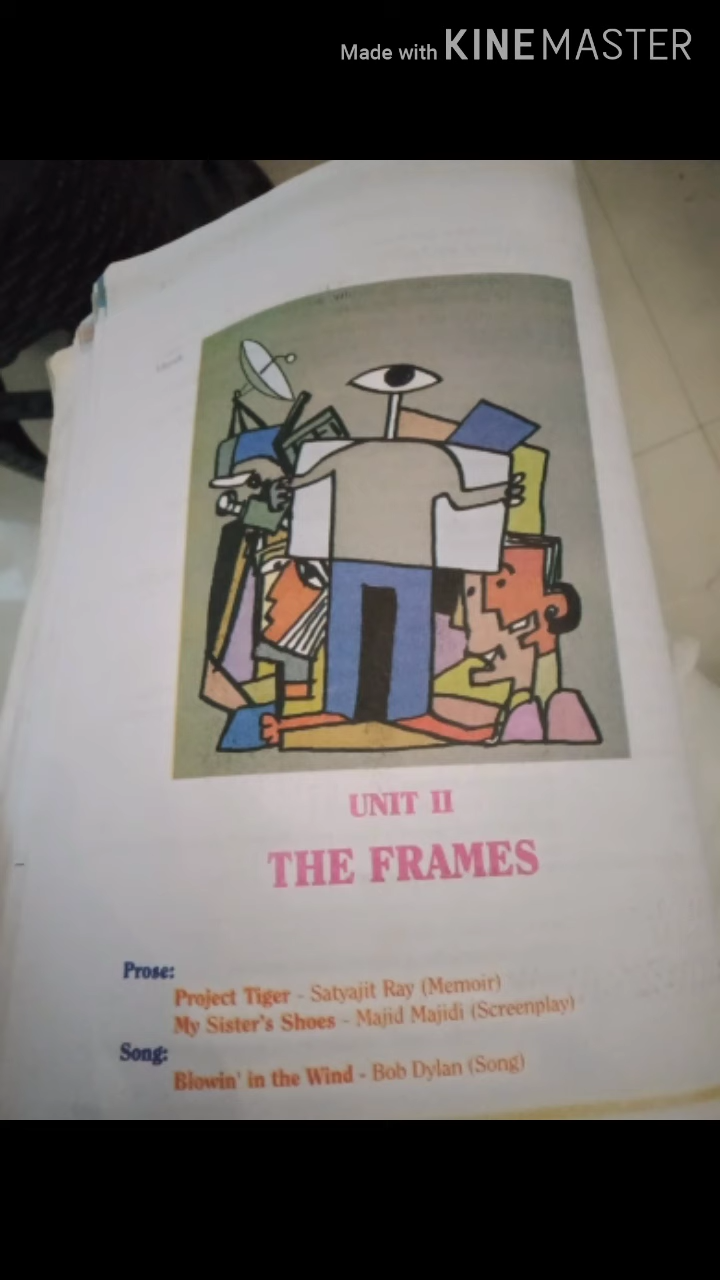 Made with KINEMASTER
UNIT II
THE FRAMES
Prose:
Project Tiger - Satyajit Ray (Memoir)
My Sister's Shoes - Majid Majidi (Screenplay)
Song:
Blowin' in the Wind - Bob Dylan (Song)